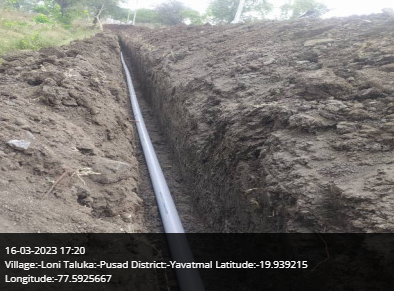 16-03-2023 17:20
Village:-Loni Taluka:-Pusad District:-Yavatmal Latitude:-19.939215
Longitude:-77.5925667